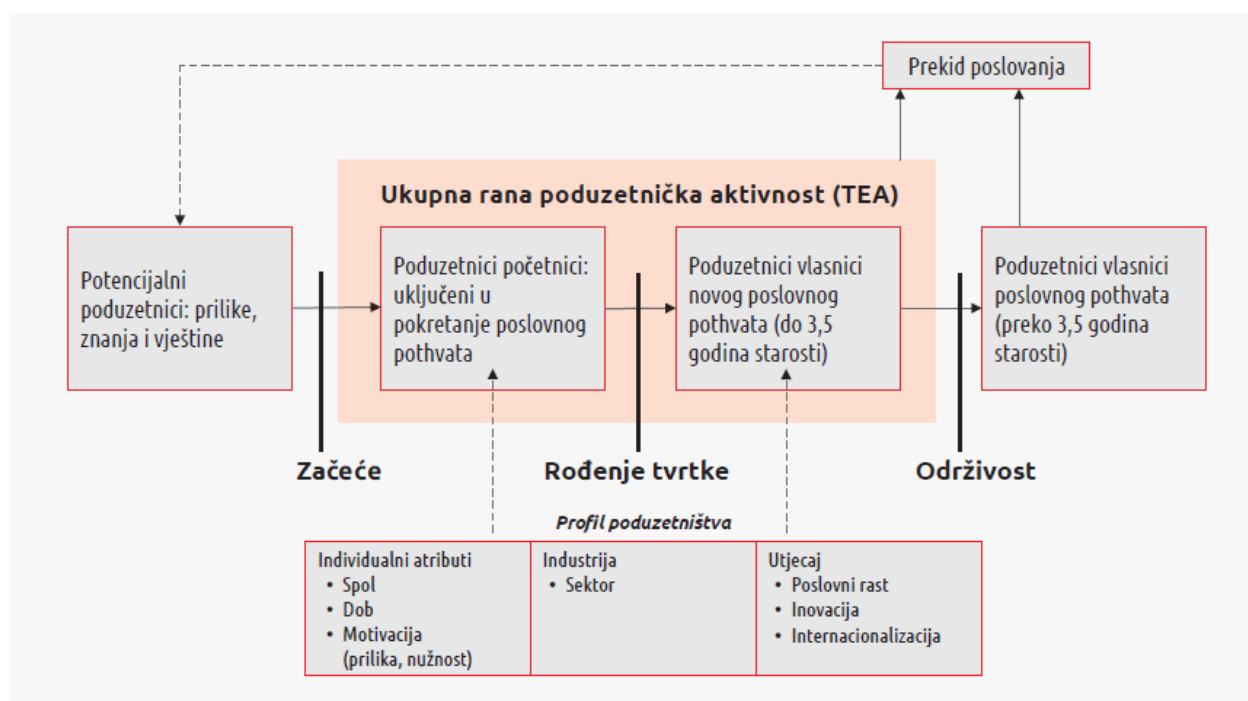 Prekid poslovanja
Ukupna rana poduzetnička aktivnost (TEA)
Potencijalni
poduzetnici: prilike,
znanja i vještine
Poduzetnici početnici:
uključeni u
pokretanje poslovnog
pothvata
Poduzetnici vlasnici
novog poslovnog
pothvata (do 3,5
godina starosti)
Poduzetnici vlasnici
poslovnog pothvata
(preko 3,5 godina
starosti)
Začeće
Rođenje tvrtke
Održivost
Profil poduzetništva
Individualni atributi
• Spol
• Dob
• Motivacija
(prilika, nužnost)
Industrija
• Sektor
Utjecaj
• Poslovni rast
• Inovacija
• Internacionalizacija